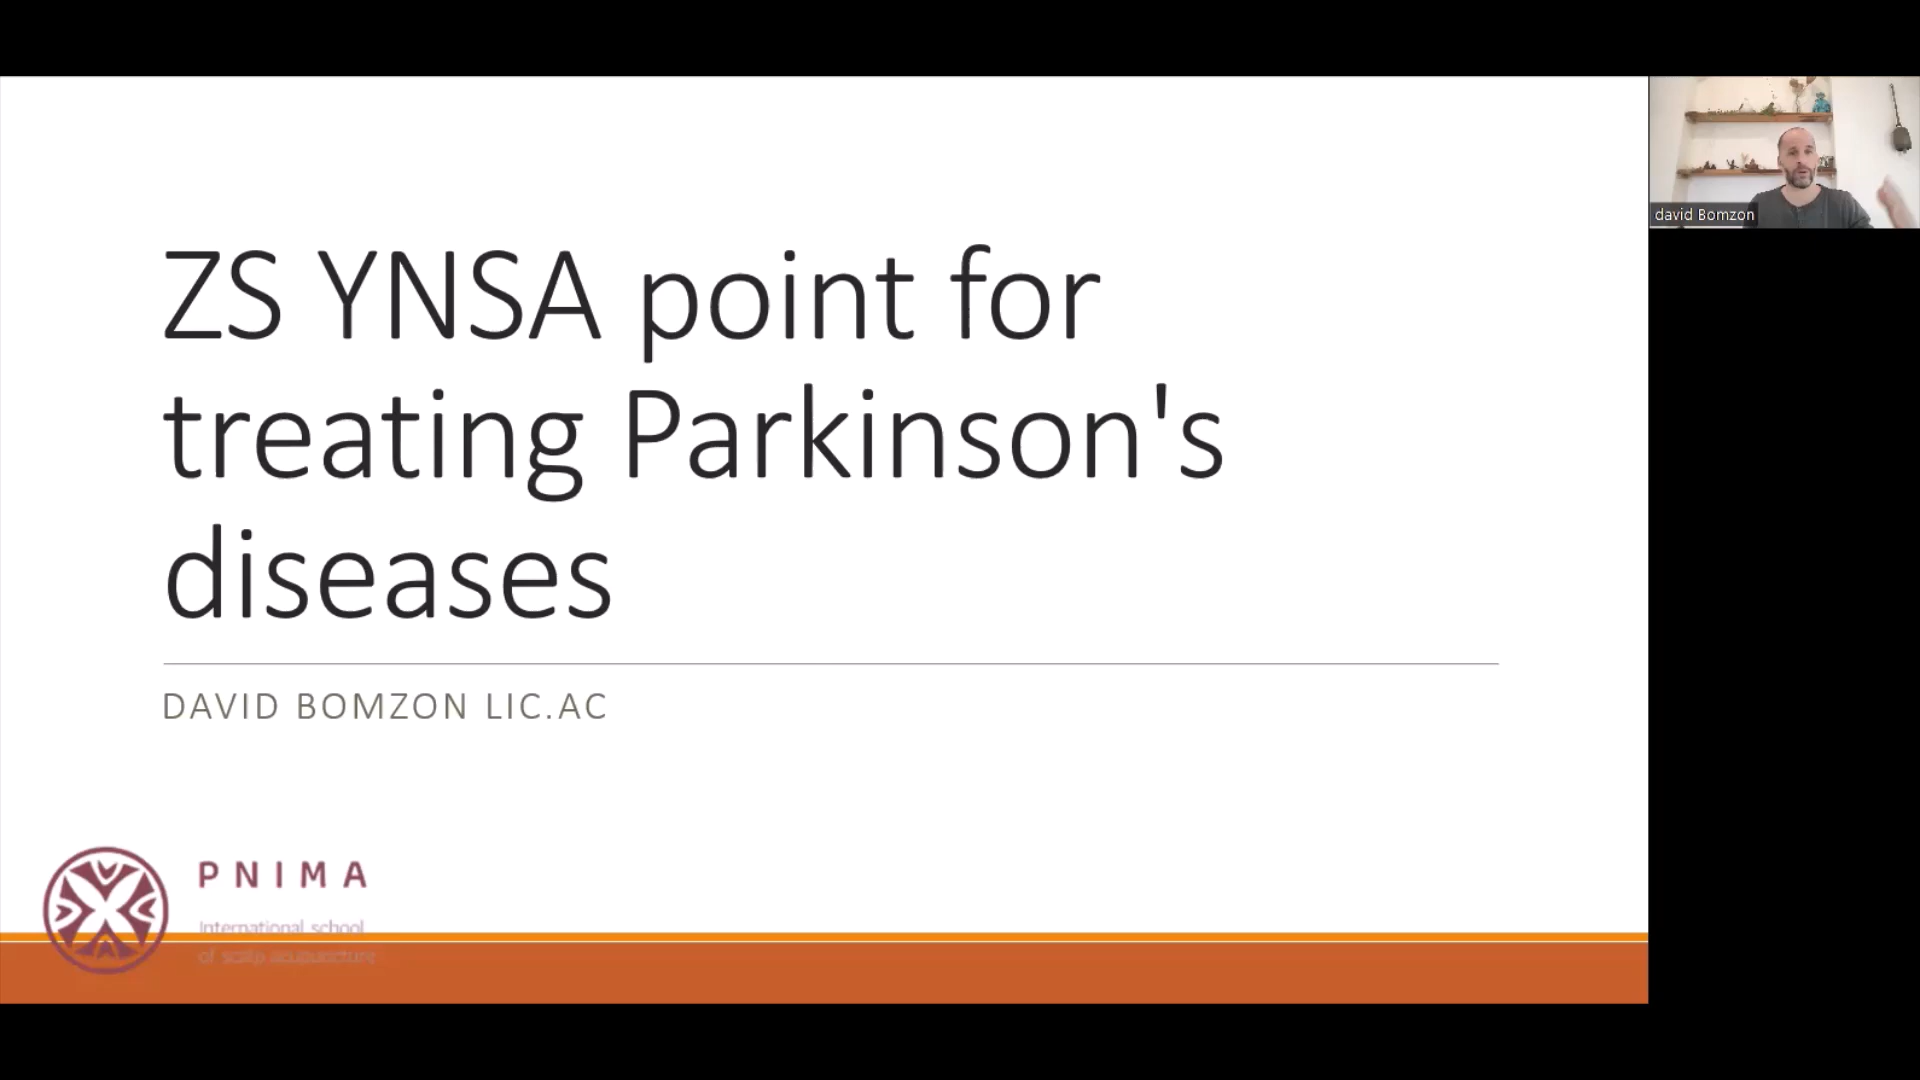 ZS YNSA point for
treating Parkinson's
diseases
DAVID BOMZON LIC.AC
PNIMA
International school
of scalp acupuncture
david Bomzon